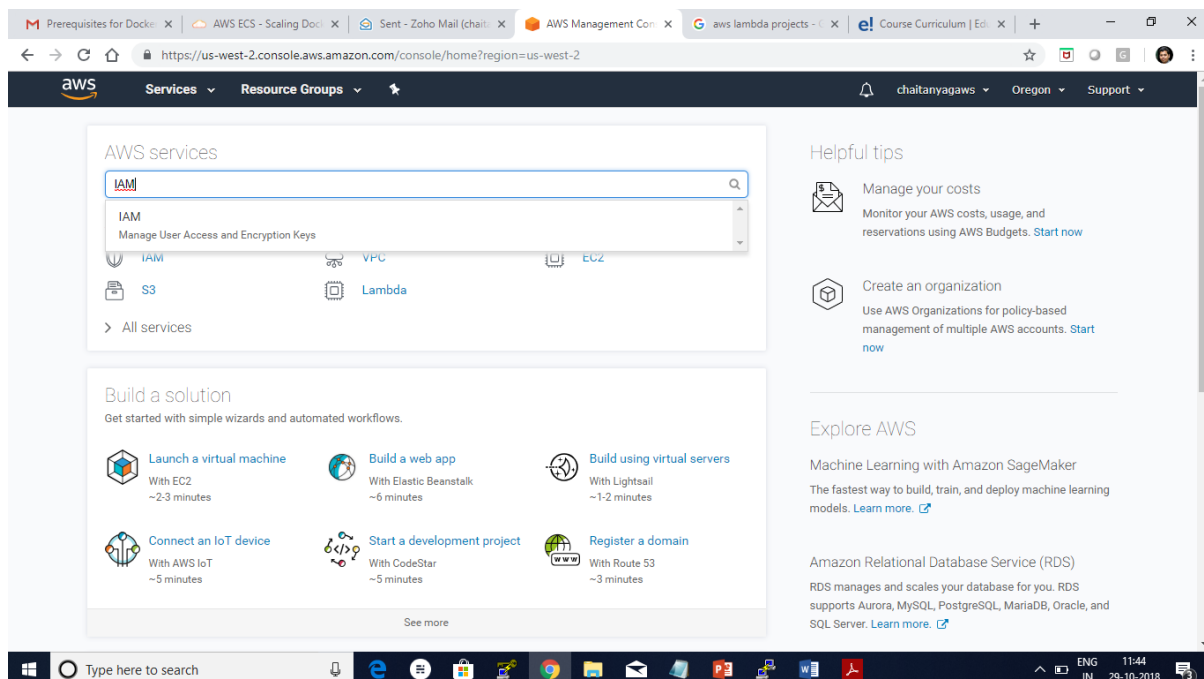 Prerequisites for Docke
AWS ECS - Scaling Doc
Sent - Zoho Mail (chait
AWS Management Con
aws lambda projects -
Course Curriculum | Ed
https://us-west-2.console.aws.amazon.com/console/home?region=us-west-2
aws
Services
Resource Groups
chaitanyagaws
Oregon
Support
AWS services
IAM
IAM
Manage User Access and Encryption Keys
IAM
VPC
EC2
S3
Lambda
All services
Build a solution
Get started with simple wizards and automated workflows.
Launch a virtual machine
With EC2
~2-3 minutes
Build a web app
With Elastic Beanstalk
~6 minutes
Build using virtual servers
With Lightsail
~1-2 minutes
Connect an IoT device
With AWS IoT
~5 minutes
Start a development project
With CodeStar
~5 minutes
Register a domain
With Route 53
~3 minutes
See more
Helpful tips
Manage your costs
Monitor your AWS costs, usage, and
reservations using AWS Budgets. Start now
Create an organization
Use AWS Organizations for policy-based
management of multiple AWS accounts. Start
now
Explore AWS
Machine Learning with Amazon SageMaker
The fastest way to build, train, and deploy machine learning
models. Learn more.
Amazon Relational Database Service (RDS)
RDS manages and scales your database for you. RDS
supports Aurora, MySQL, PostgreSQL, MariaDB, Oracle, and
SQL Server. Learn more.
Type here to search
ENG
IN
11:44
29-10-2018